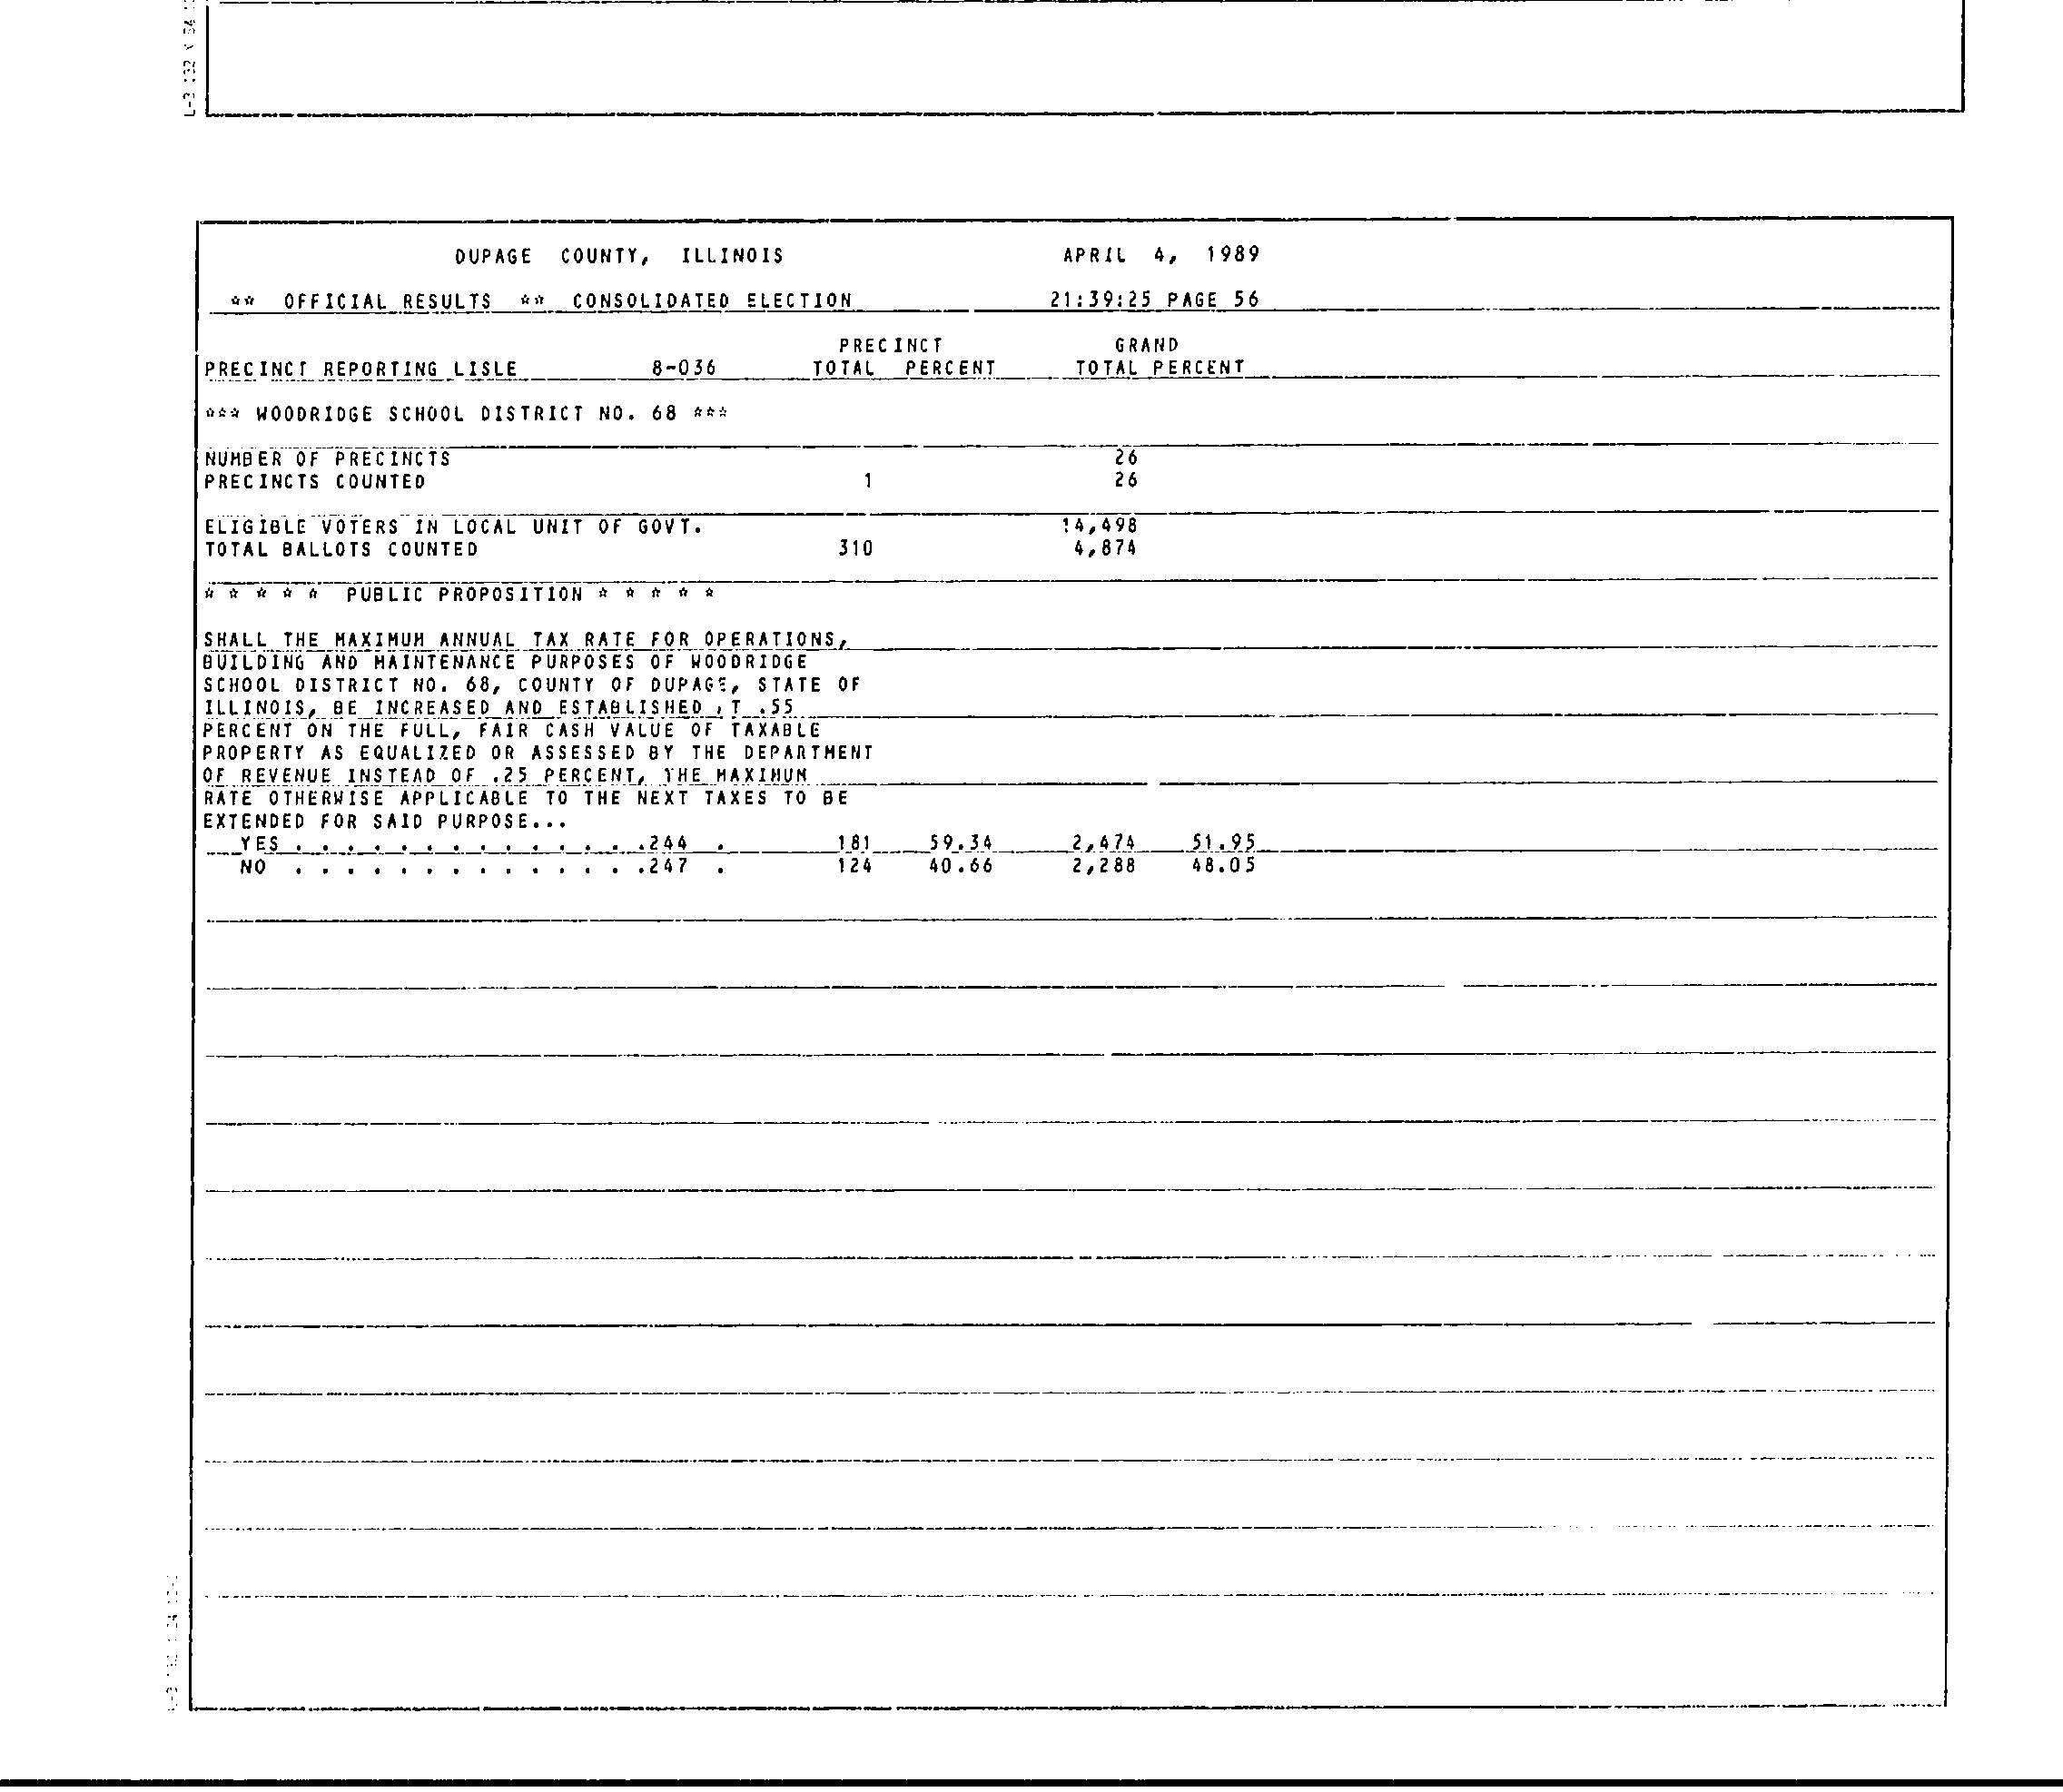 DUPAGE COUNTY, ILLINOIS APRIL 4, 1989
** OFFICIAL RESULTS ** CONSOLIDATED ELECTION 21:39:25 PAGE 56
PRECINCT GRAND
PRECINCT REPORTING LISLE 8-036 TOTAL PERCENT TOTAL PERCENT
*** WOODRIDGE SCHOOL DISTRICT NO. 68 ***
NUMBER OF PRECINCTS 26
PRECINCTS COUNTED 1 26
ELIGIBLE VOTERS IN LOCAL UNIT OF GOVT. 14,498
TOTAL BALLOTS COUNTED 310 4,874
* * * * * PUBLIC PROPOSITION * * * * *
SHALL THE MAXIMUM ANNUAL TAX RATE FOR OPERATIONS,
BUILDING AND MAINTENANCE PURPOSES OF WOODRIDGE
SCHOOL DISTRICT NO. 68, COUNTY OF DUPAGE, STATE OF
ILLINOIS, BE INCREASED AND ESTABLISHED T .55
PERCENT ON THE FULL, FAIR CASH VALUE OF TAXABLE
PROPERTY AS EQUALIZED OR ASSESSED BY THE DEPARTMENT
OF REVENUE INSTEAD OF .25 PERCENT, THE MAXIMUM
RATE OTHERWISE APPLICABLE TO THE NEXT TAXES TO BE
EXTENDED FOR SAID PURPOSE...
YES . . . . . . . . . . . . . .244 . 181 59.34 2,474 51.95
NO . . . . . . . . . . . . . .247 . 124 40.66 2,288 48.05